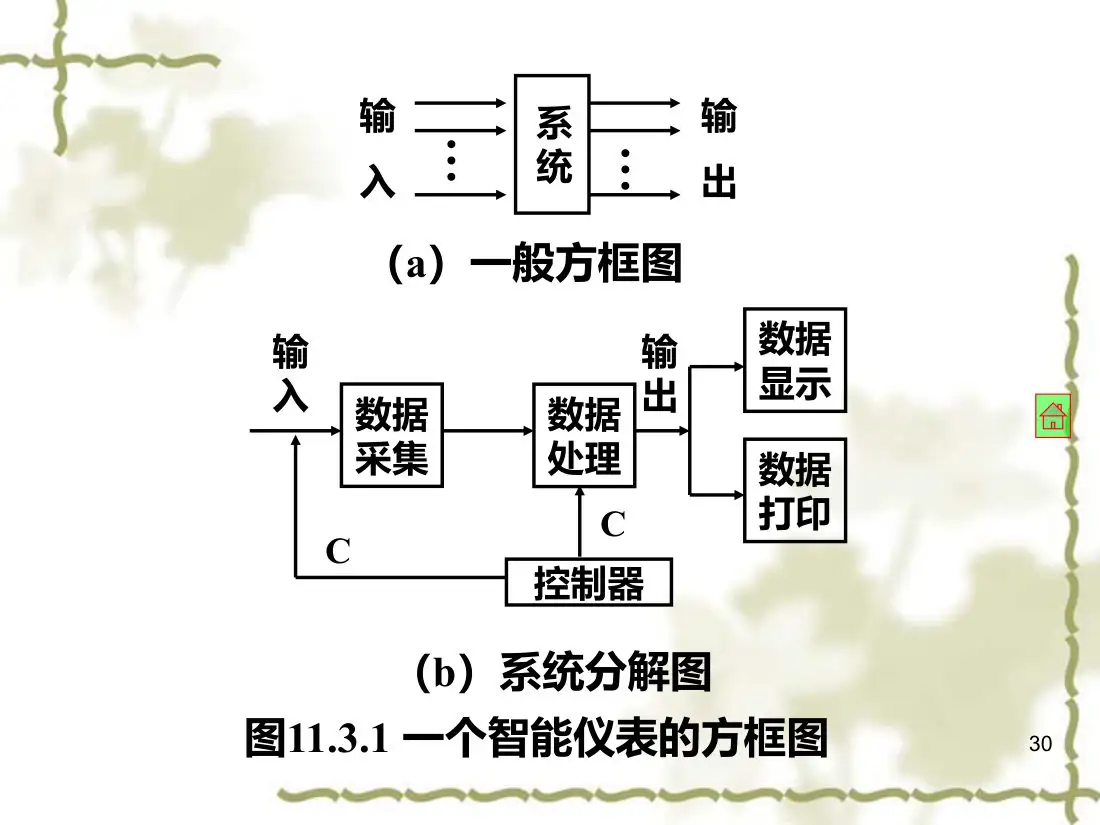 输入
系统
输出
（a）一般方框图
输入
数据
采集
数据
处理
输出
数据
显示
数据
打印
C
C
控制器
（b）系统分解图
图11.3.1 一个智能仪表的方框图
30